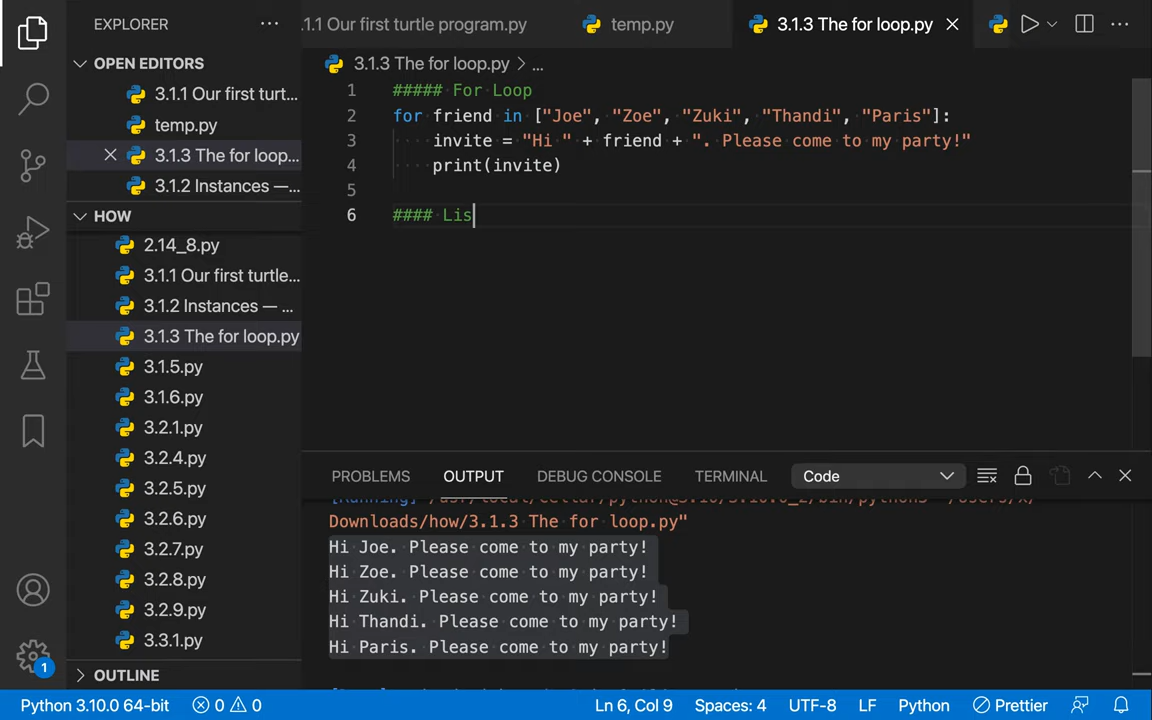 EXPLORER
.1.1 Our first turtle program.py
temp.py
3.1.3 The for loop.py
OPEN EDITORS
3.1.1 Our first turt...
temp.py
3.1.3 The for loop...
3.1.2 Instances —...
HOW
2.14_8.py
3.1.1 Our first turtle...
3.1.2 Instances — ...
3.1.3 The for loop.py
3.1.5.py
3.1.6.py
3.2.1.py
3.2.4.py
3.2.5.py
3.2.6.py
3.2.7.py
3.2.8.py
3.2.9.py
3.3.1.py
OUTLINE
3.1.3 The for loop.py > ...
1 ##### For Loop
2 for friend in ["Joe", "Zoe", "Zuki", "Thandi", "Paris"]:
3 invite = "Hi " + friend + ". Please come to my party!"
4 print(invite)
5
6 #### Lis
PROBLEMS OUTPUT DEBUG CONSOLE TERMINAL Code
Downloads/how/3.1.3 The for loop.py"
Hi Joe. Please come to my party!
Hi Zoe. Please come to my party!
Hi Zuki. Please come to my party!
Hi Thandi. Please come to my party!
Hi Paris. Please come to my party!
1
Python 3.10.0 64-bit 0 0 Ln 6, Col 9 Spaces: 4 UTF-8 LF Python Prettier